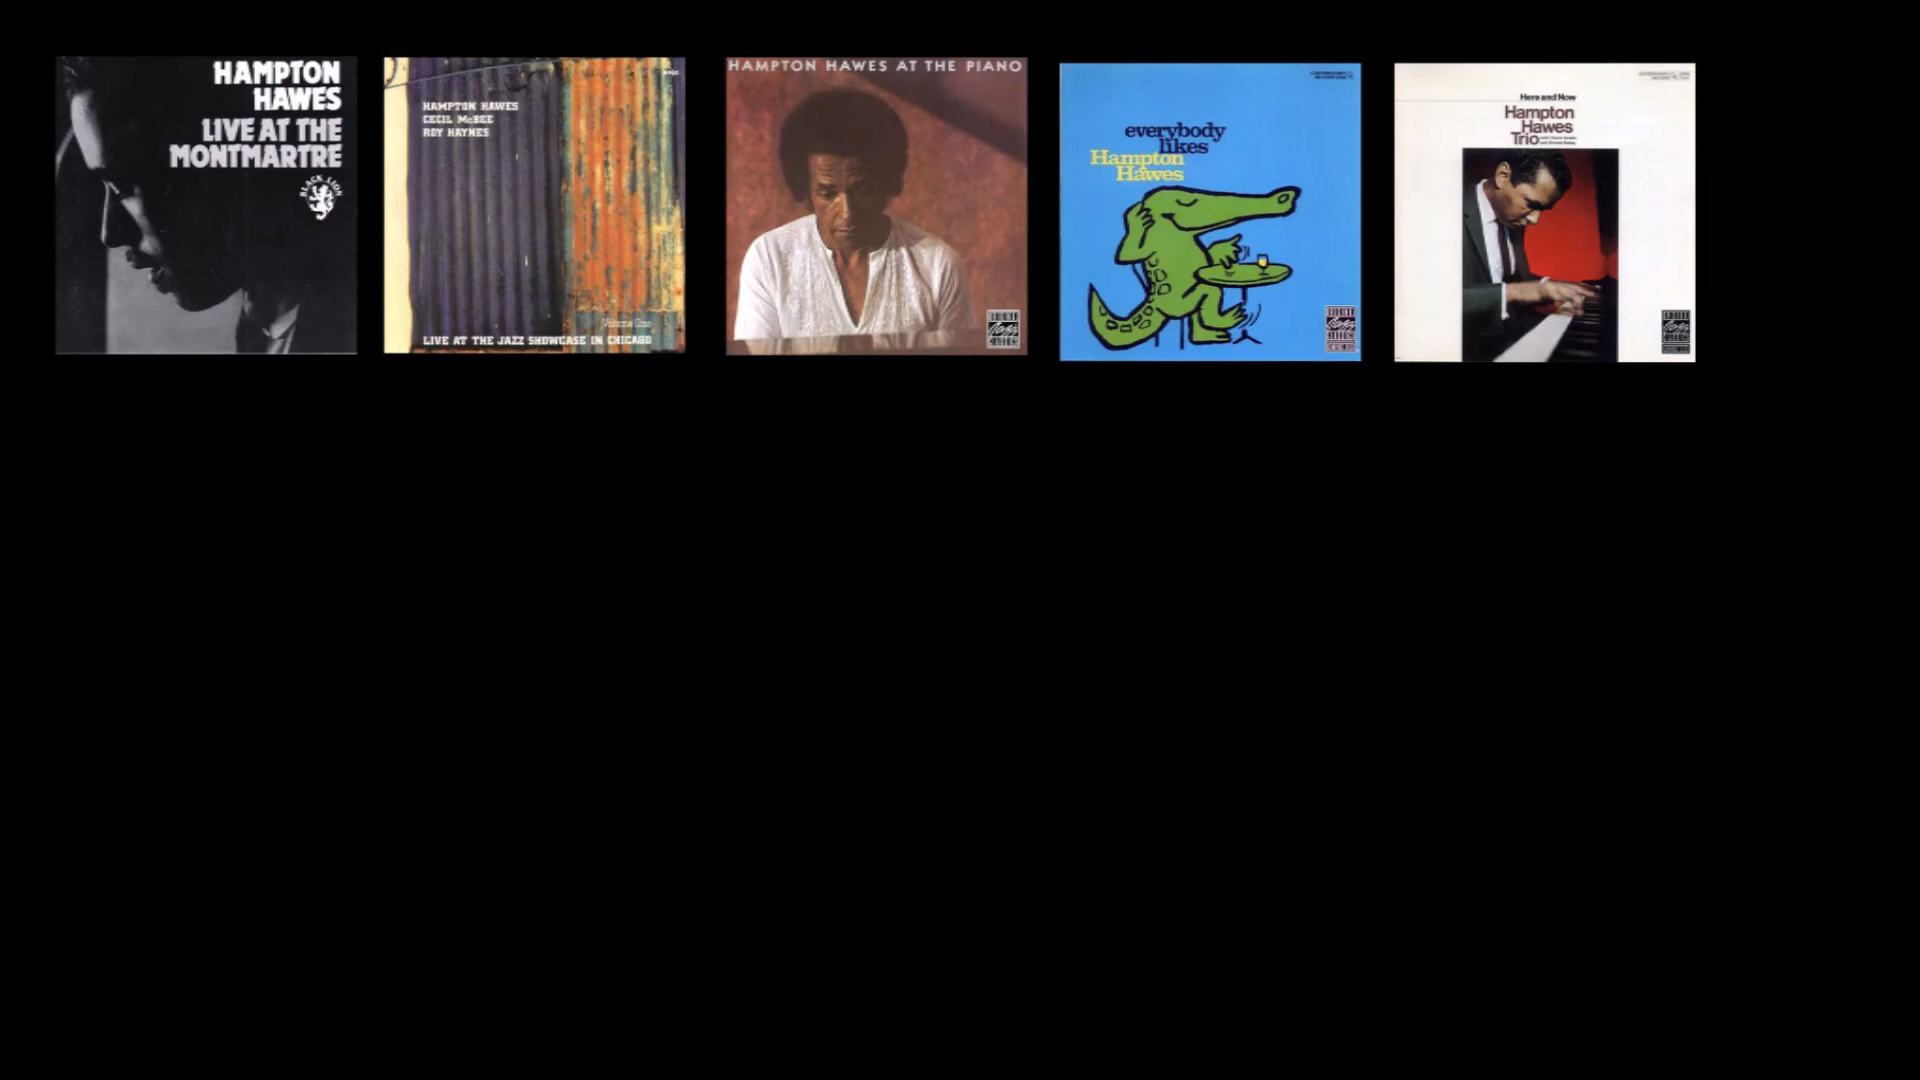 HAMPTON
HAWES
LIVE AT THE
MONTMARTRE
BLACK LION
HAMPTON HAWES
CECIL McBEE
ROY HAYNES
Volume One
LIVE AT THE JAZZ SHOWCASE IN CHICAGO
HAMPTON HAWES AT THE PIANO
everybody
likes
Hampton
Hawes
Here and Now
Hampton
Hawes
Trio